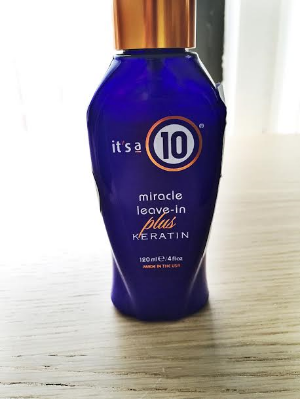 it's a 10®
miracle
leave-in
plus
KERATIN
120 ml ℮ / 4 fl oz
MADE IN THE USA